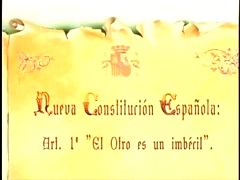 Nueva Constitución Española:
Art. 1º "El Otro es un imbécil".